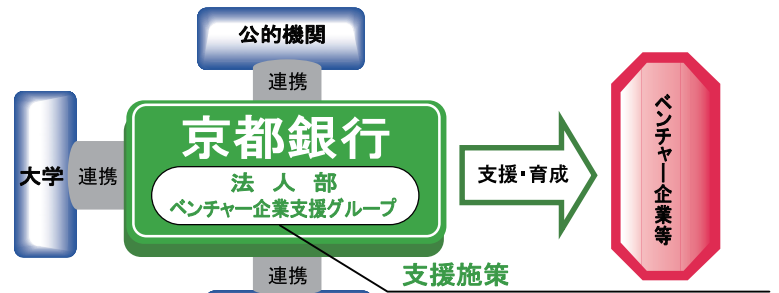 公的機関
連携
京都銀行
法人部
ベンチャー企業支援グループ
大学
連携
支援・育成
ベンチャー企業等
連携
支援施策